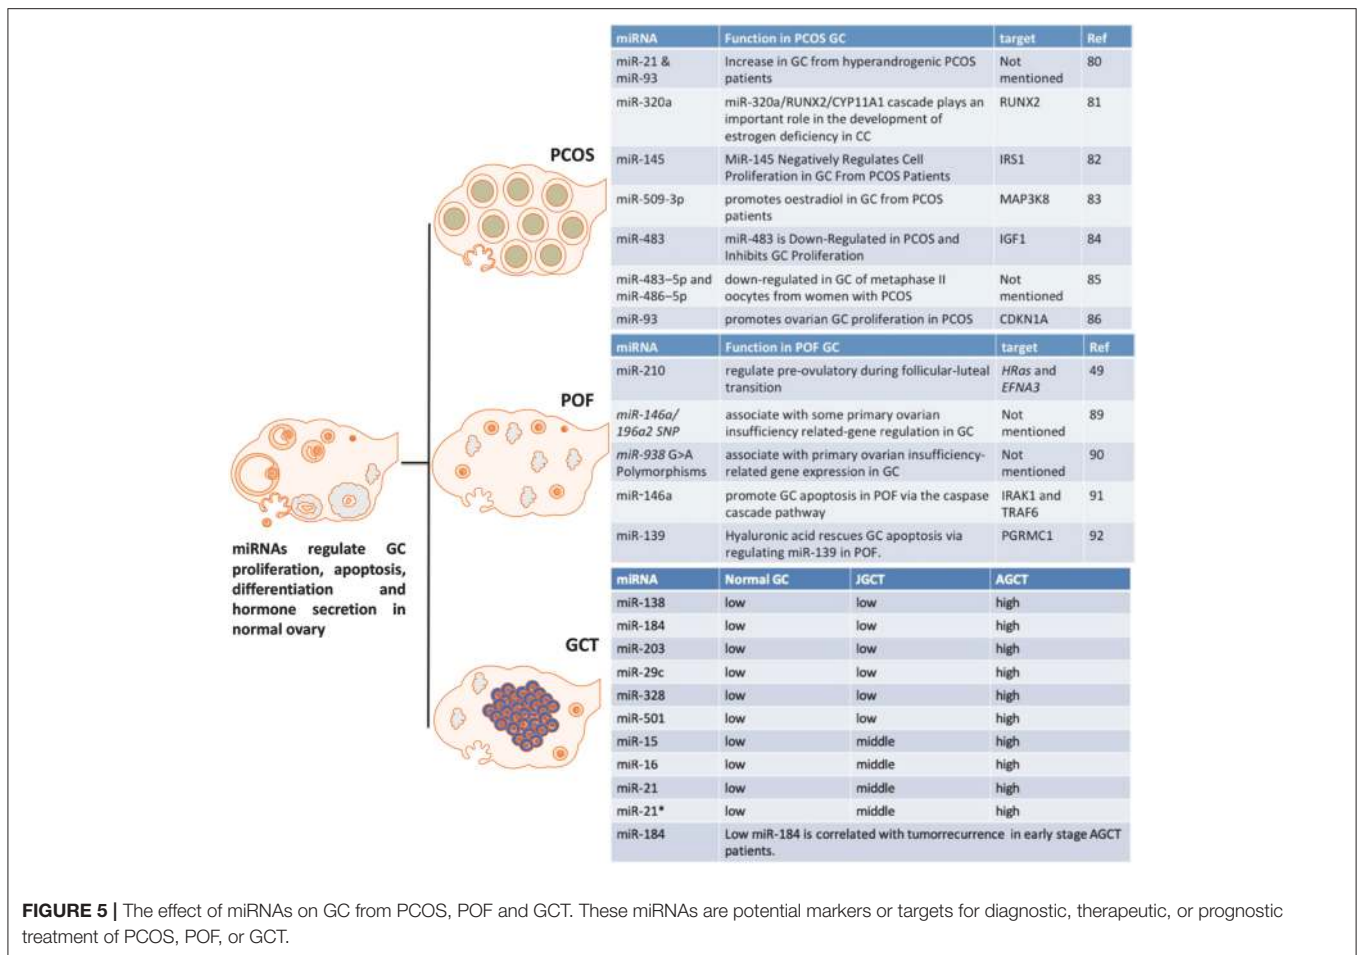 miRNA Function in PCOS GC target Ref
miR-21 & Increase in GC from hyperandrogenic PCOS Not 80
miR-93 patients mentioned
miR-320a miR-320a/RUNX2/CYP11A1 cascade plays an RUNX2 81
important role in the development of
estrogen deficiency in CC
PCOS
miR-145 MiR-145 Negatively Regulates Cell IRS1 82
Proliferation in GC From PCOS Patients
miR-509-3p promotes oestradiol in GC from PCOS MAP3K8 83
patients
miR-483 miR-483 is Down-Regulated in PCOS and IGF1 84
Inhibits GC Proliferation
miR-483–5p and down-regulated in GC of metaphase II Not 85
miR-486–5p oocytes from women with PCOS mentioned
miR-93 promotes ovarian GC proliferation in PCOS CDKN1A 86
miRNA Function in POF GC target Ref
miR-210 regulate pre-ovulatory during follicular-luteal HRas and 49
transition EFNA3
POF
miR-146a/ associate with some primary ovarian Not 89
196a2 SNP insufficiency related-gene regulation in GC mentioned
miR-938 G>A associate with primary ovarian insufficiency- Not 90
Polymorphisms related gene expression in GC mentioned
miR-146a promote GC apoptosis in POF via the caspase IRAK1 and 91
cascade pathway TRAF6
miR-139 Hyaluronic acid rescues GC apoptosis via PGRMC1 92
regulating miR-139 in POF.
miRNAs regulate GC
proliferation, apoptosis,
differentiation and
hormone secretion in
normal ovary
miRNA Normal GC JGCT AGCT
miR-138 low low high
miR-184 low low high
GCT
miR-203 low low high
miR-29c low low high
miR-328 low low high
miR-501 low low high
miR-15 low middle high
miR-16 low middle high
miR-21 low middle high
miR-21* low middle high
miR-184 Low miR-184 is correlated with tumorrecurrence in early stage AGCT
patients.
FIGURE 5 | The effect of miRNAs on GC from PCOS, POF and GCT. These miRNAs are potential markers or targets for diagnostic, therapeutic, or prognostic
treatment of PCOS, POF, or GCT.